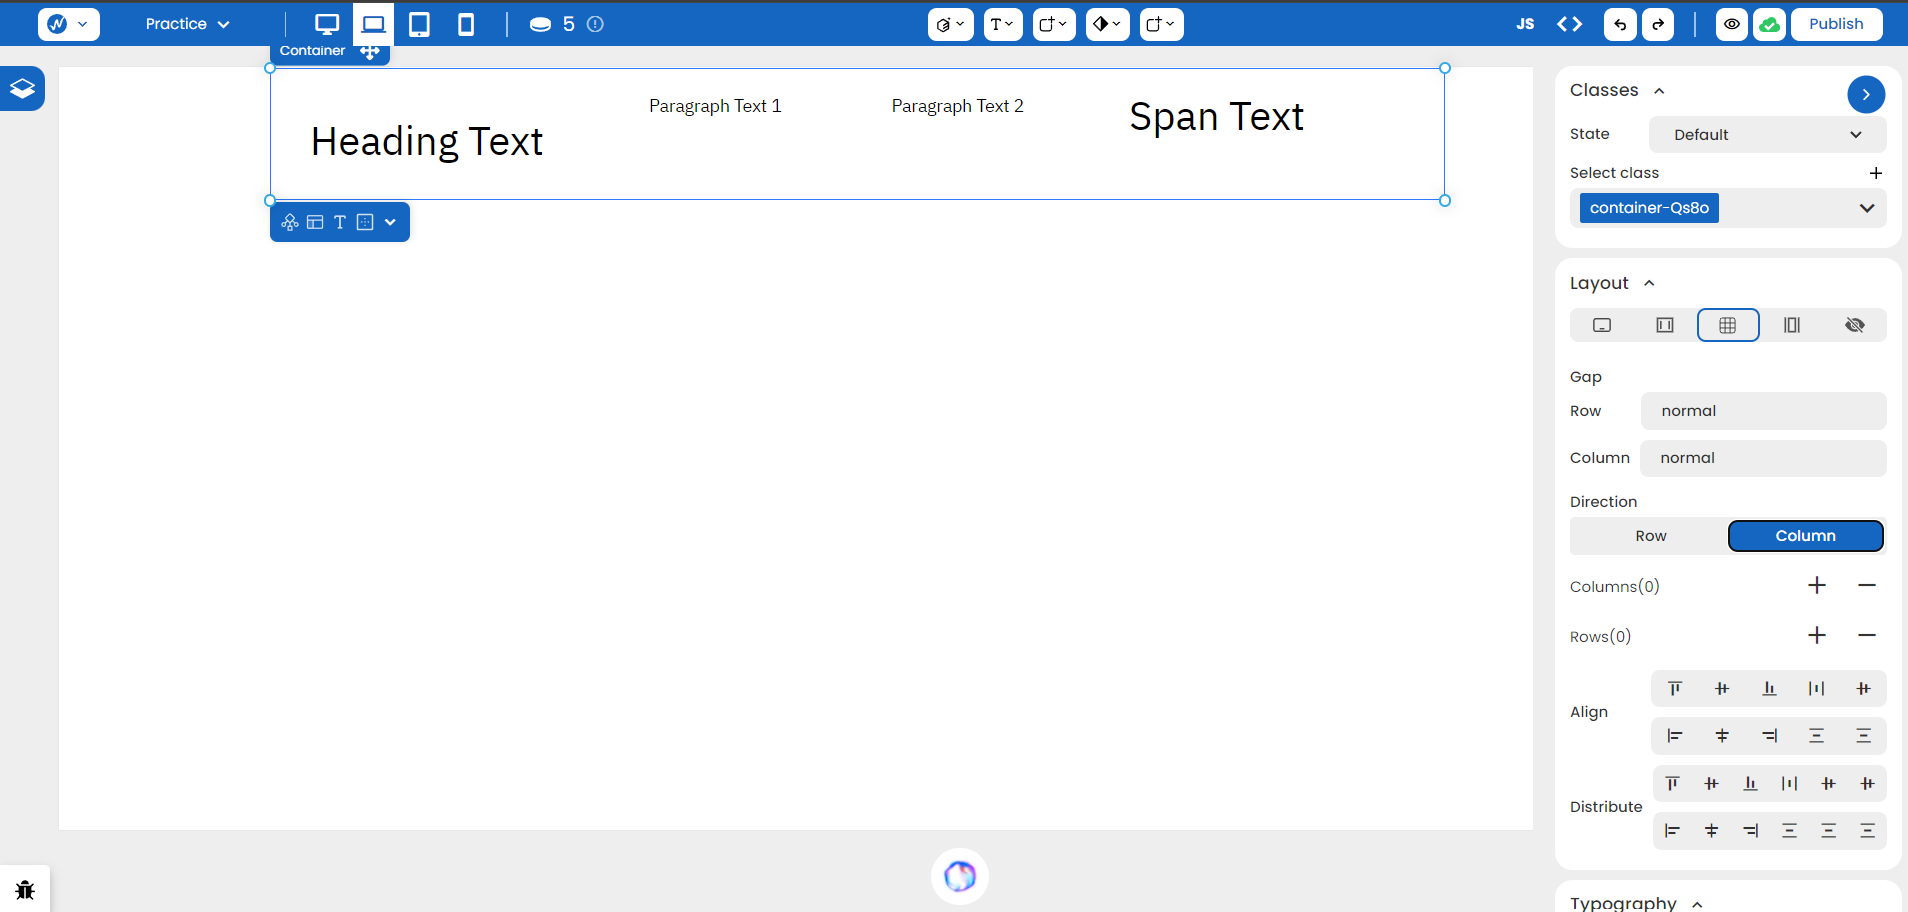 Practice
5
T
JS
Publish
Container
Heading Text
Paragraph Text 1
Paragraph Text 2
Span Text
T
Classes
State
Default
Select class
container-Qs8o
Layout
Gap
Row
normal
Column
normal
Direction
Row
Column
Columns(0)
Rows(0)
Align
Distribute
Typography